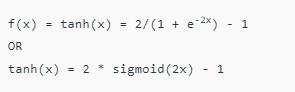 f(x) = tanh(x) = 2/(1 + e⁻²ˣ) - 1
OR
tanh(x) = 2 * sigmoid(2x) - 1